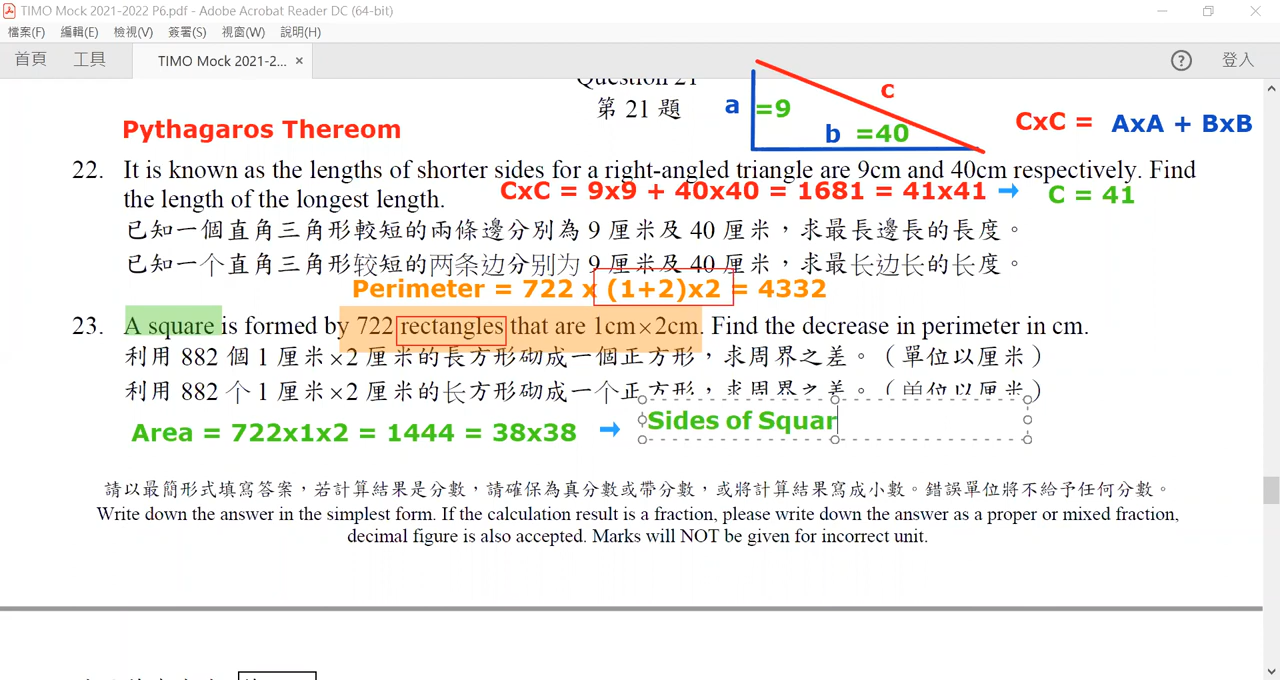 TIMO Mock 2021-2022 P6.pdf - Adobe Acrobat Reader DC (64-bit)
檔案(F) 編輯(E) 檢視(V) 簽署(S) 視窗(W) 說明(H)
首頁 工具 TIMO Mock 2021-2... × ? 登入
Question 21
第 21 題
a =9 c
b =40
CxC = AxA + BxB
Pythagaros Thereom
22. It is known as the lengths of shorter sides for a right-angled triangle are 9cm and 40cm respectively. Find
the length of the longest length.
CxC = 9x9 + 40x40 = 1681 = 41x41 → C = 41
已知一個直角三角形較短的兩條邊分別為 9 厘米及 40 厘米，求最長邊長的長度。
已知一个直角三角形较短的两条边分别为 9 厘米及 40 厘米，求最长边长的长度。
Perimeter = 722 x (1+2)x2 = 4332
23. A square is formed by 722 rectangles that are 1cm×2cm. Find the decrease in perimeter in cm.
利用 882 個 1 厘米×2 厘米的長方形砌成一個正方形，求周界之差。（單位以厘米）
利用 882 个 1 厘米×2 厘米的长方形砌成一个正方形，求周界之差。（单位以厘米）
Area = 722x1x2 = 1444 = 38x38 → Sides of Squar
請以最簡形式填寫答案，若計算結果是分數，請確保為真分數或帶分數，或將計算結果寫成小數。錯誤單位將不給予任何分數。
Write down the answer in the simplest form. If the calculation result is a fraction, please write down the answer as a proper or mixed fraction,
decimal figure is also accepted. Marks will NOT be given for incorrect unit.